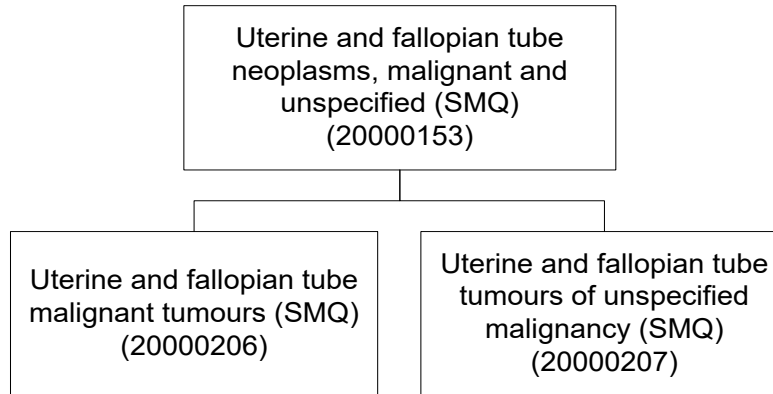 Uterine and fallopian tube
neoplasms, malignant and
unspecified (SMQ)
(20000153)
Uterine and fallopian tube
malignant tumours (SMQ)
(20000206)
Uterine and fallopian tube
tumours of unspecified
malignancy (SMQ)
(20000207)